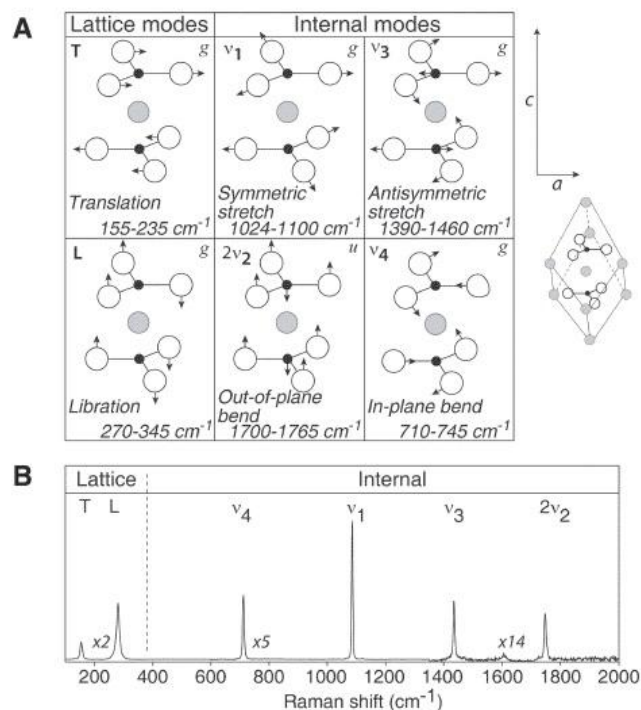 A
Lattice modes Internal modes
T g ν1 g ν3 g
Translation
155-235 cm-1
Symmetric
stretch
1024-1100 cm-1
Antisymmetric
stretch
1390-1460 cm-1
c
a
L g 2ν2 u ν4 g
Libration
270-345 cm-1
Out-of-plane
bend
1700-1765 cm-1
In-plane bend
710-745 cm-1
B
Lattice Internal
T L ν4 ν1 ν3 2ν2
x2 x5 x14
200 400 600 800 1000 1200 1400 1600 1800 2000
Raman shift (cm-1)